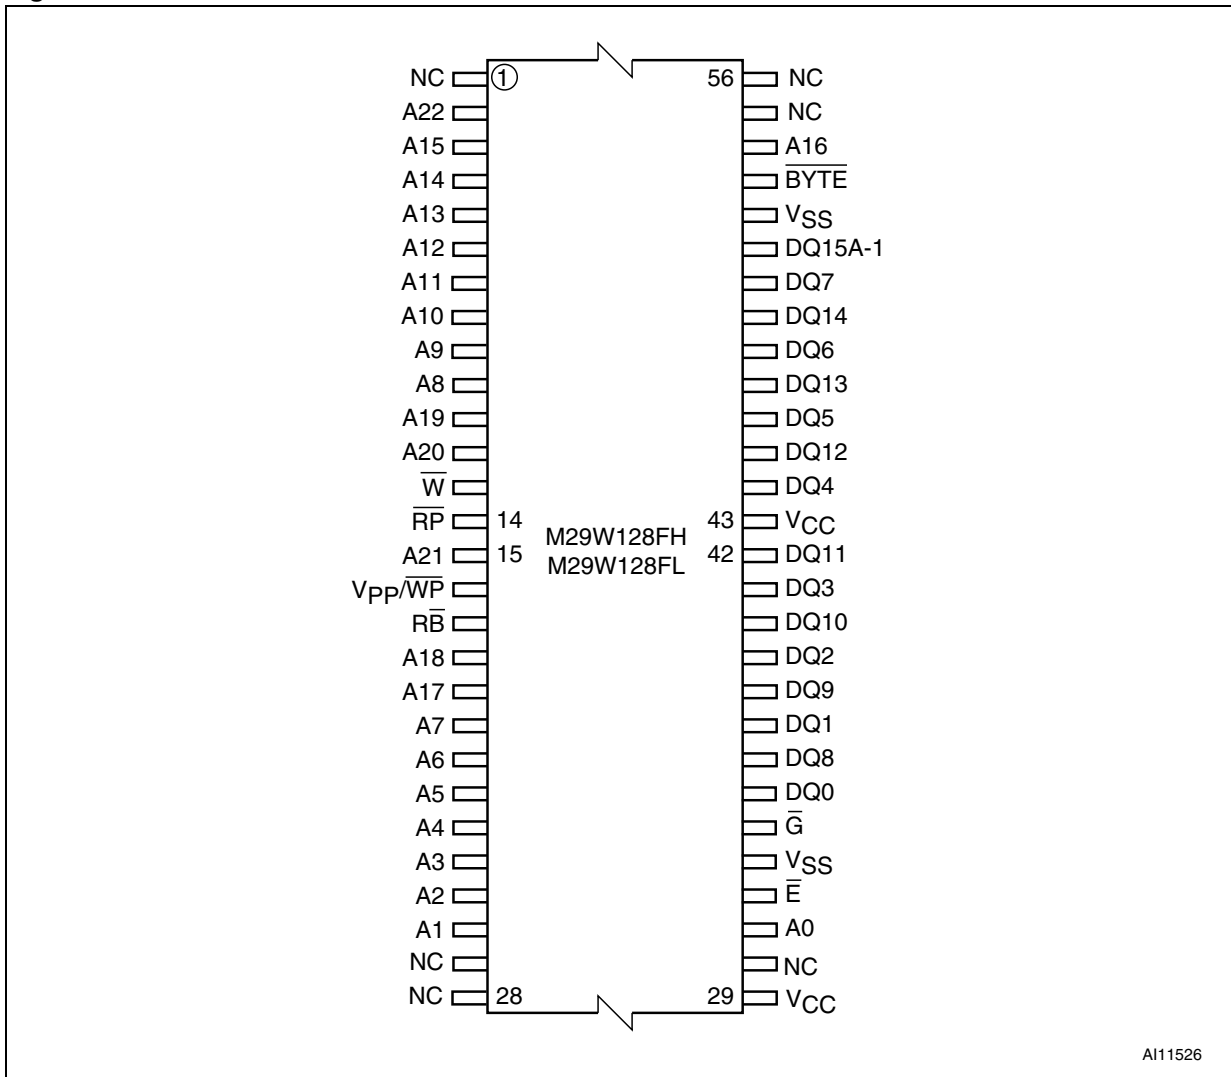 NC ① 56 NC
A22 NC
A15 A16
A14 B̅Y̅T̅E̅
A13 VSS
A12 DQ15A-1
A11 DQ7
A10 DQ14
A9 DQ6
A8 DQ13
A19 DQ5
A20 DQ12
W̅ DQ4
R̅P̅ 14 43 VCC
M29W128FH
A21 15 42 DQ11
M29W128FL
VPP/W̅P̅ DQ3
RB̅ DQ10
A18 DQ2
A17 DQ9
A7 DQ1
A6 DQ8
A5 DQ0
A4 G̅
A3 VSS
A2 E̅
A1 A0
NC NC
NC 28 29 VCC
AI11526